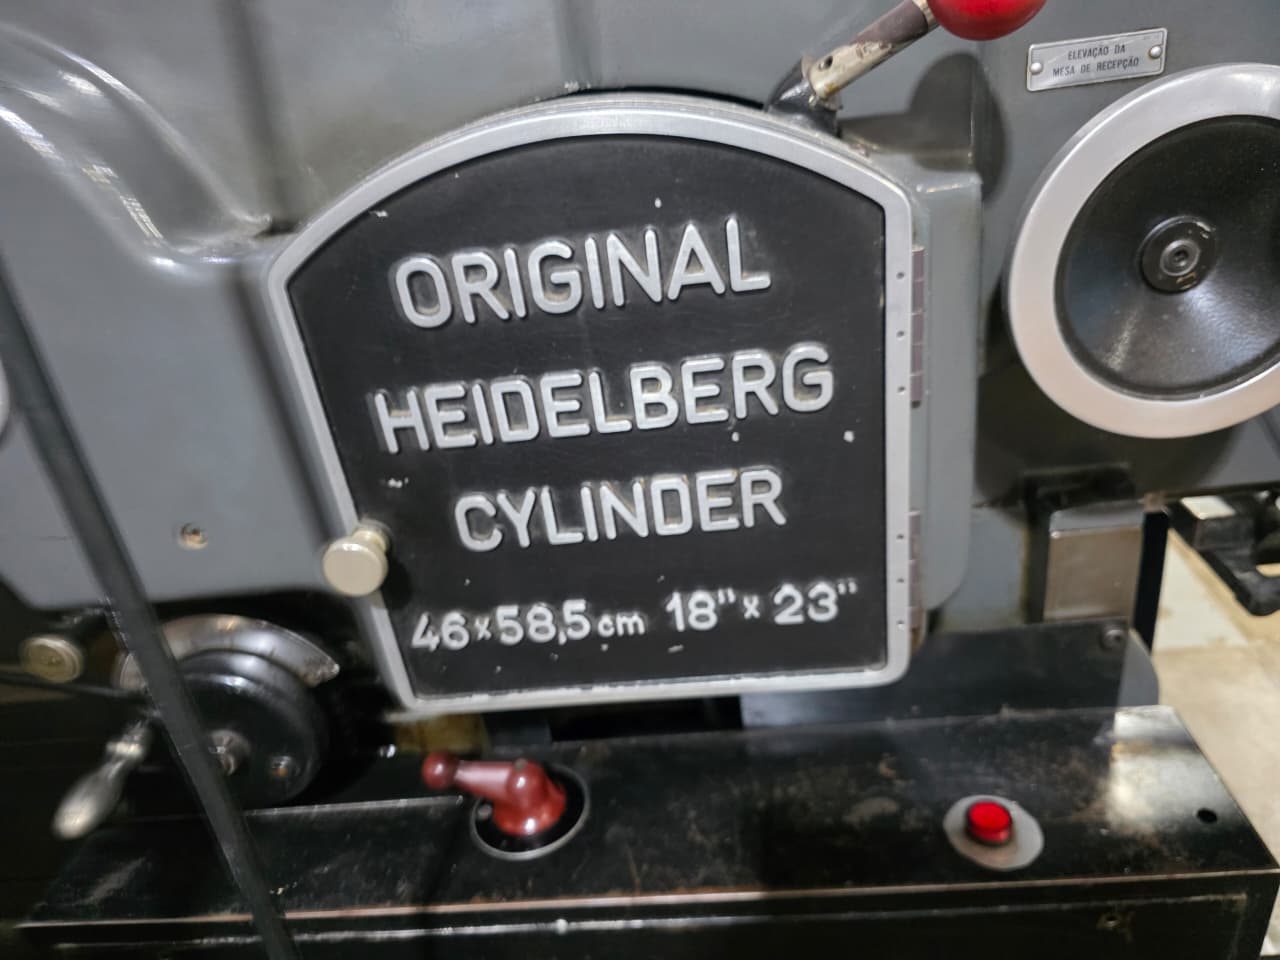 ELEVAÇÃO DA
MESA DE RECEPÇÃO
ORIGINAL
HEIDELBERG
CYLINDER
46x58,5cm 18"x 23"